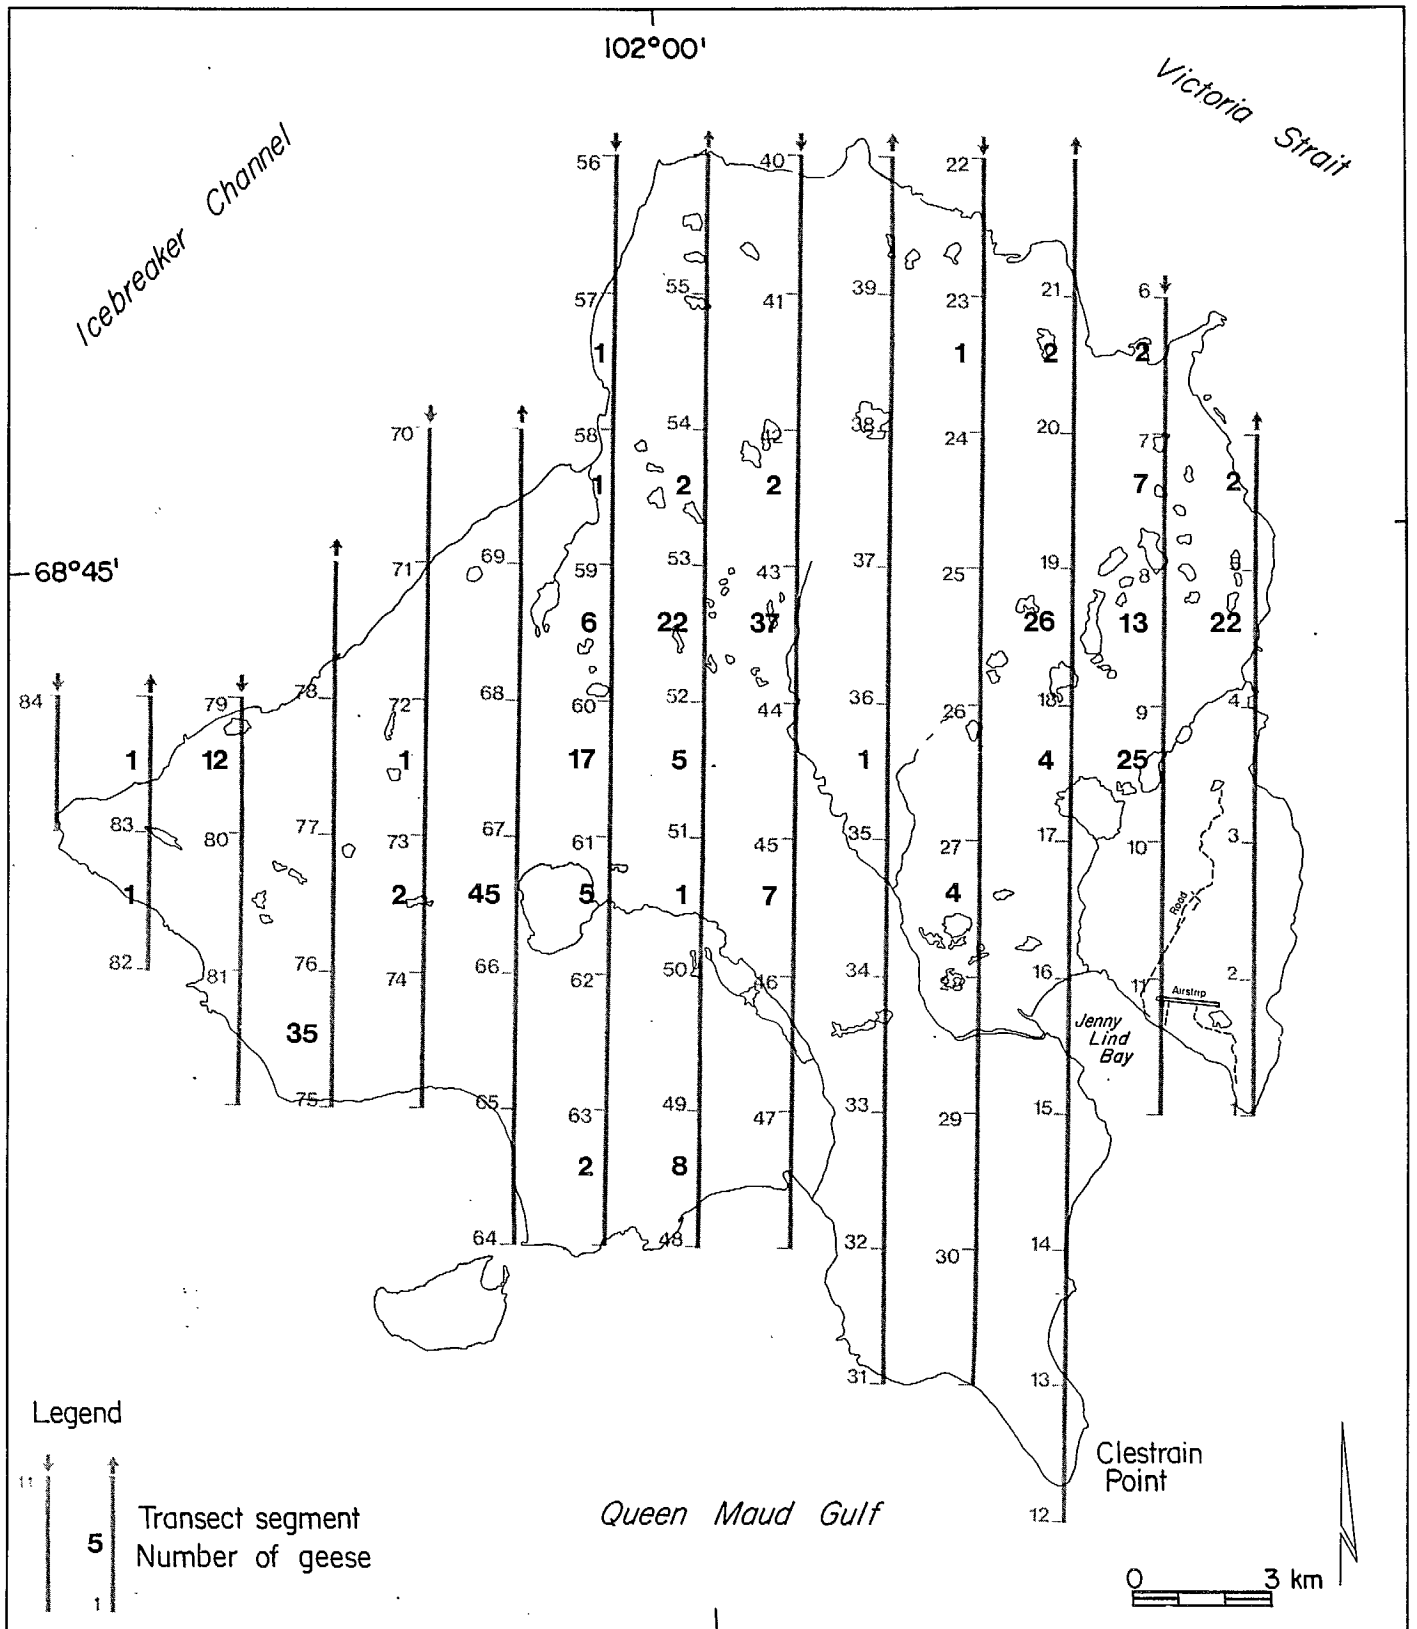 102°00'
Victoria Strait
Icebreaker Channel
56 40 22
57 55 41 39 23 21 6
1 1 2 2
70 58 54 42 38 24 20 7
1 2 2 7 2
68°45'
71 69 59 53 43 37 25 19 8 5
6 22 37 26 13 22
84 79 78 72 68 60 52 44 36 26 18 9 4
1 12 1 17 5 1 4 25
83 80 77 73 67 61 51 45 35 27 17 10 3
1 2 45 5 1 7 4
Road
82 81 76 74 66 62 50 46 34 28 16 11 2
Airstrip
35
Jenny
Lind
Bay
75 65 63 49 47 33 29 15 1
2 8
64 48 32 30 14
31 13
Clestrain
Point
12
Queen Maud Gulf
Legend
11
5
1
Transect segment
Number of geese
0 3 km